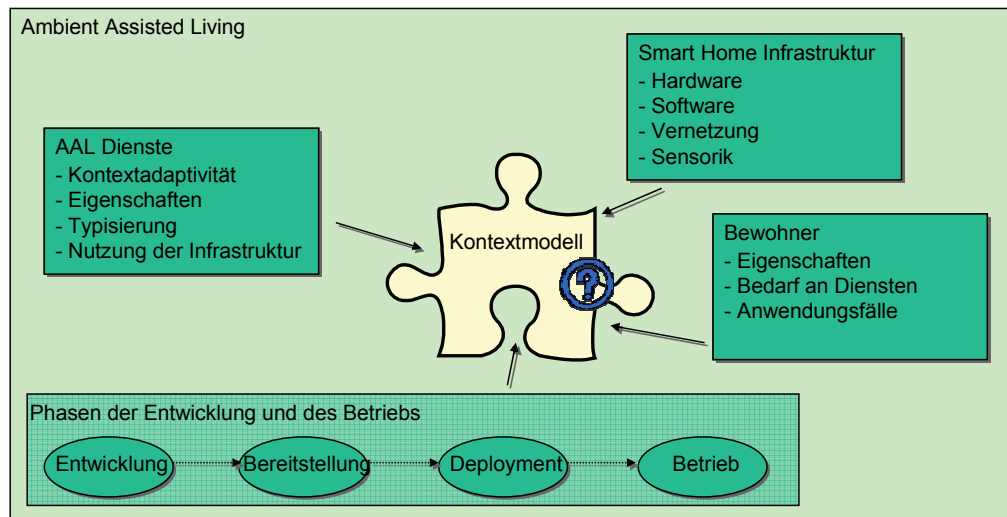 Ambient Assisted Living
Smart Home Infrastruktur
- Hardware
- Software
- Vernetzung
- Sensorik
AAL Dienste
- Kontextadaptivität
- Eigenschaften
- Typisierung
- Nutzung der Infrastruktur
Kontextmodell
?
Bewohner
- Eigenschaften
- Bedarf an Diensten
- Anwendungsfälle
Phasen der Entwicklung und des Betriebs
Entwicklung
Bereitstellung
Deployment
Betrieb